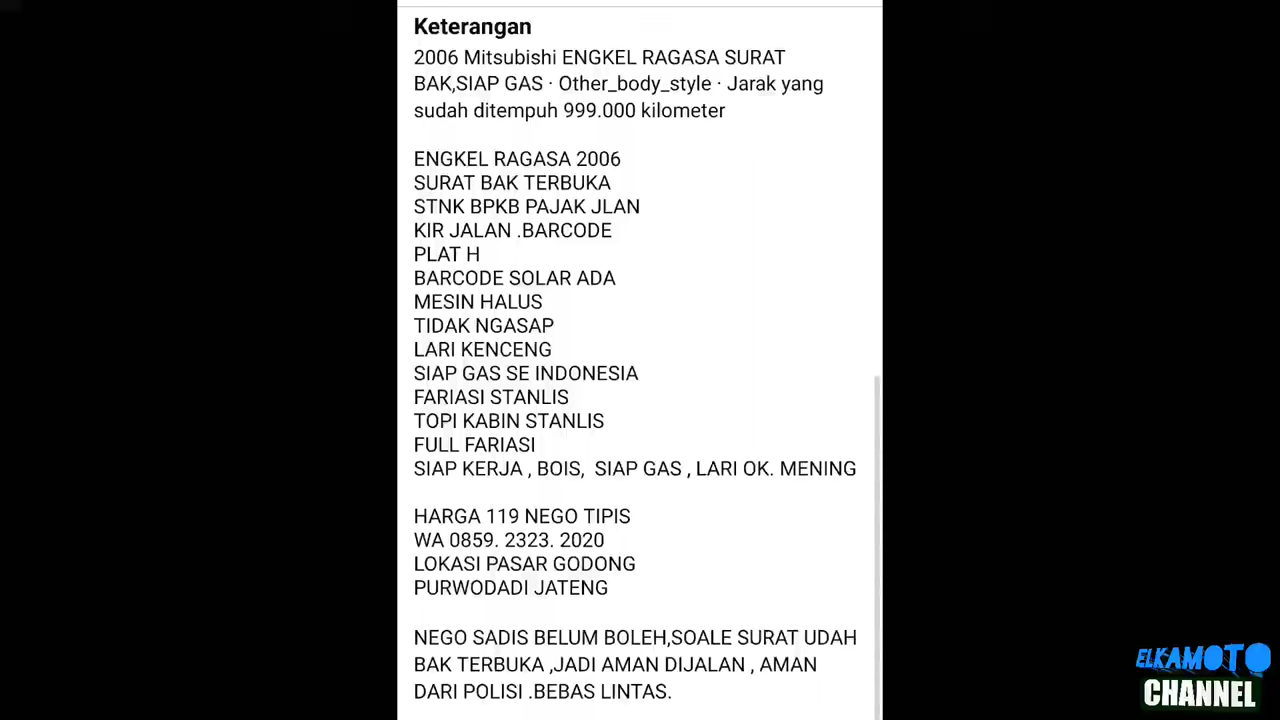 Keterangan
2006 Mitsubishi ENGKEL RAGASA SURAT
BAK,SIAP GAS · Other_body_style · Jarak yang
sudah ditempuh 999.000 kilometer
ENGKEL RAGASA 2006
SURAT BAK TERBUKA
STNK BPKB PAJAK JLAN
KIR JALAN .BARCODE
PLAT H
BARCODE SOLAR ADA
MESIN HALUS
TIDAK NGASAP
LARI KENCENG
SIAP GAS SE INDONESIA
FARIASI STANLIS
TOPI KABIN STANLIS
FULL FARIASI
SIAP KERJA , BOIS,  SIAP GAS , LARI OK. MENING
HARGA 119 NEGO TIPIS
WA 0859. 2323. 2020
LOKASI PASAR GODONG
PURWODADI JATENG
NEGO SADIS BELUM BOLEH,SOALE SURAT UDAH
BAK TERBUKA ,JADI AMAN DIJALAN , AMAN
DARI POLISI .BEBAS LINTAS.
ELKAMOTO
CHANNEL